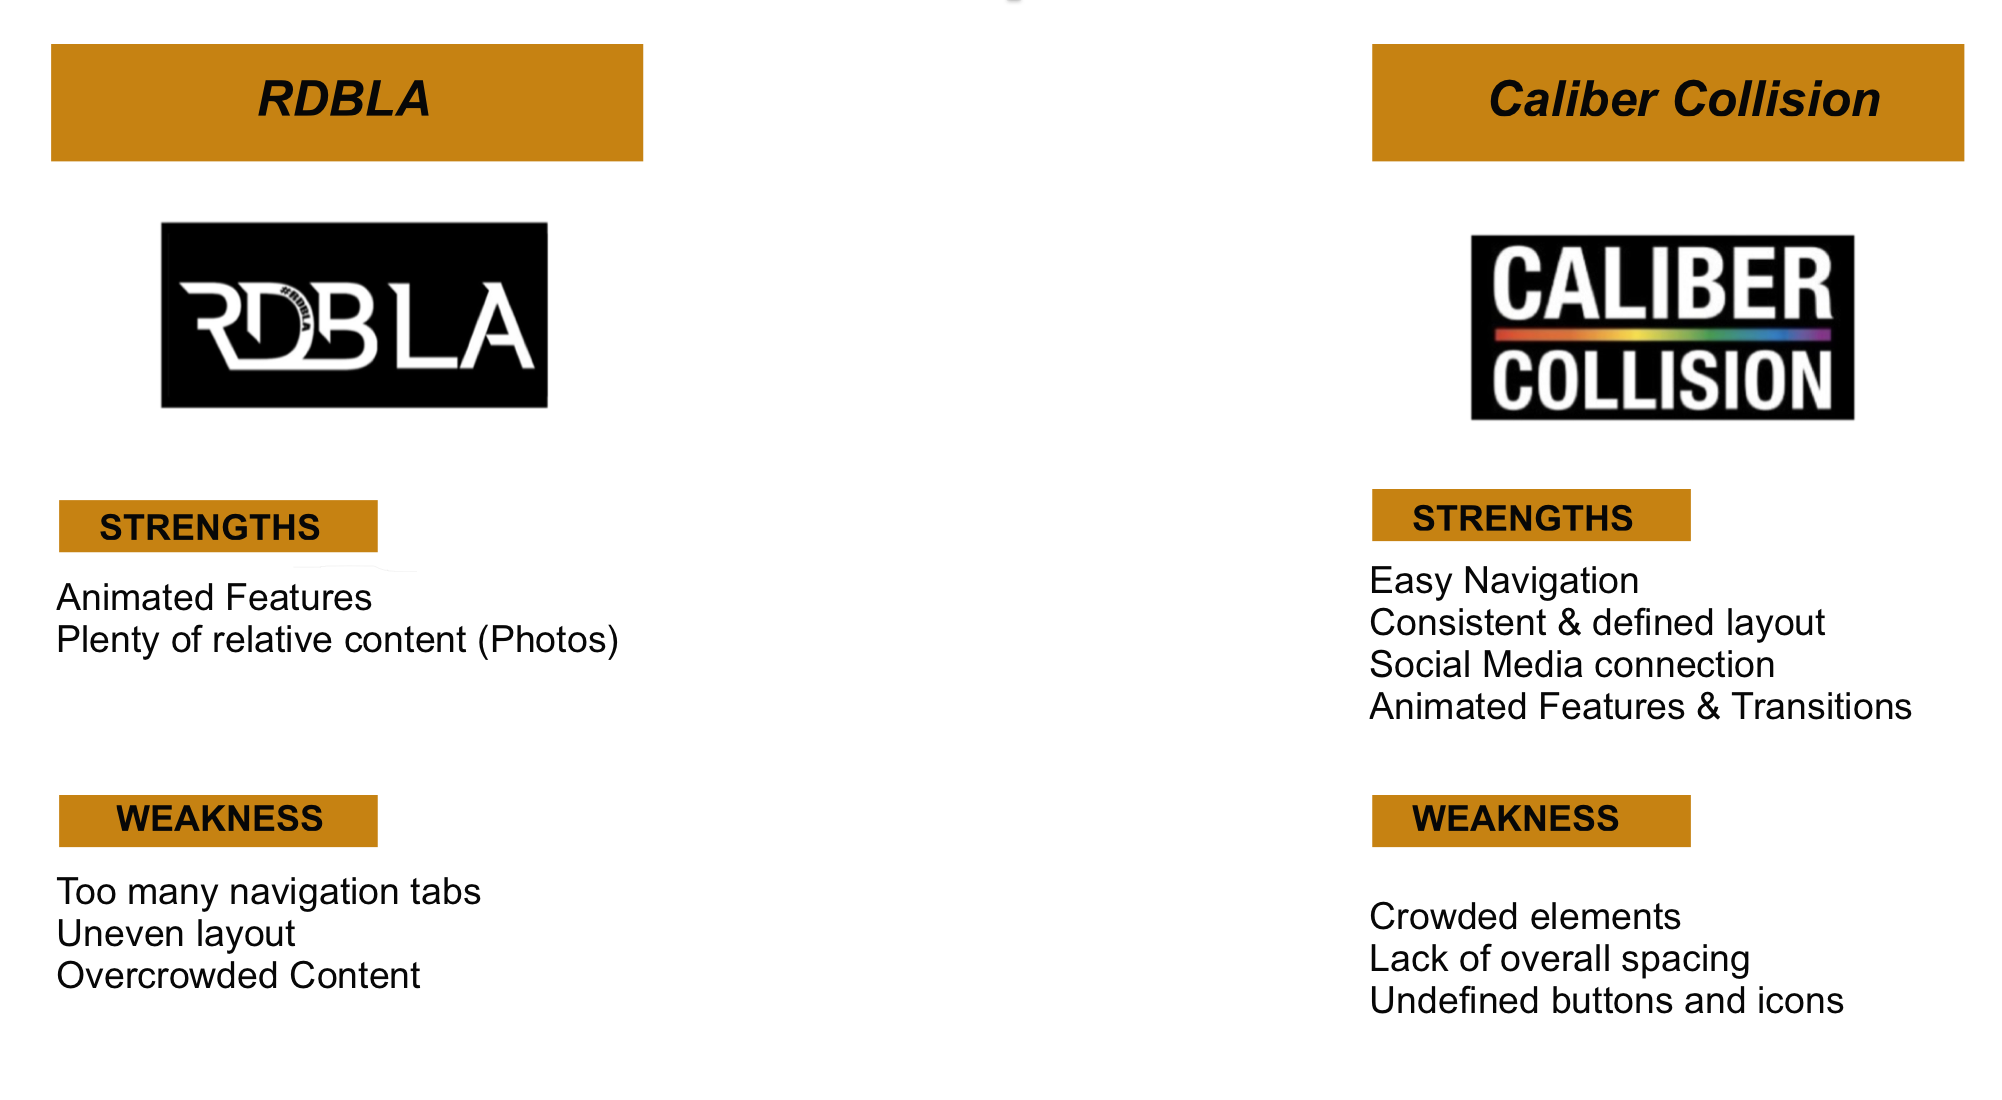 RDBLA
#RDBLA
RDBLA
STRENGTHS
Animated Features
Plenty of relative content (Photos)
WEAKNESS
Too many navigation tabs
Uneven layout
Overcrowded Content
Caliber Collision
CALIBER
COLLISION
STRENGTHS
Easy Navigation
Consistent & defined layout
Social Media connection
Animated Features & Transitions
WEAKNESS
Crowded elements
Lack of overall spacing
Undefined buttons and icons